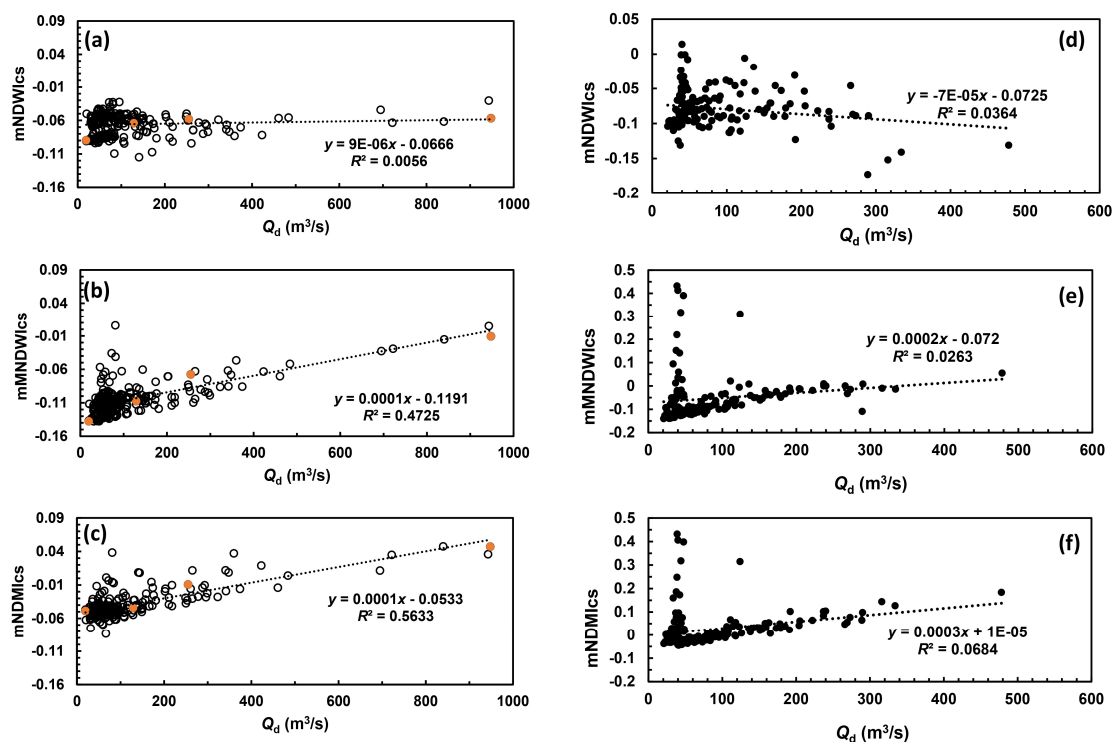 (a)
mNDWIcs
0.09
0.04
-0.01
-0.06
-0.11
-0.16
y = 9E-06x - 0.0666
R² = 0.0056
0 200 400 600 800 1000
Qd (m³/s)
(d)
mNDWIcs
0.05
0
-0.05
-0.1
-0.15
-0.2
y = -7E-05x - 0.0725
R² = 0.0364
0 100 200 300 400 500 600
Qd (m³/s)
(b)
mMNDWIcs
0.09
0.04
-0.01
-0.06
-0.11
-0.16
y = 0.0001x - 0.1191
R² = 0.4725
0 200 400 600 800 1000
Qd (m³/s)
(e)
mMNDWIcs
0.5
0.4
0.3
0.2
0.1
0
-0.1
-0.2
y = 0.0002x - 0.072
R² = 0.0263
0 100 200 300 400 500 600
Qd (m³/s)
(c)
mNDMIcs
0.09
0.04
-0.01
-0.06
-0.11
-0.16
y = 0.0001x - 0.0533
R² = 0.5633
0 200 400 600 800 1000
Qd (m³/s)
(f)
mNDMIcs
0.5
0.4
0.3
0.2
0.1
0
-0.1
-0.2
y = 0.0003x + 1E-05
R² = 0.0684
0 100 200 300 400 500 600
Qd (m³/s)